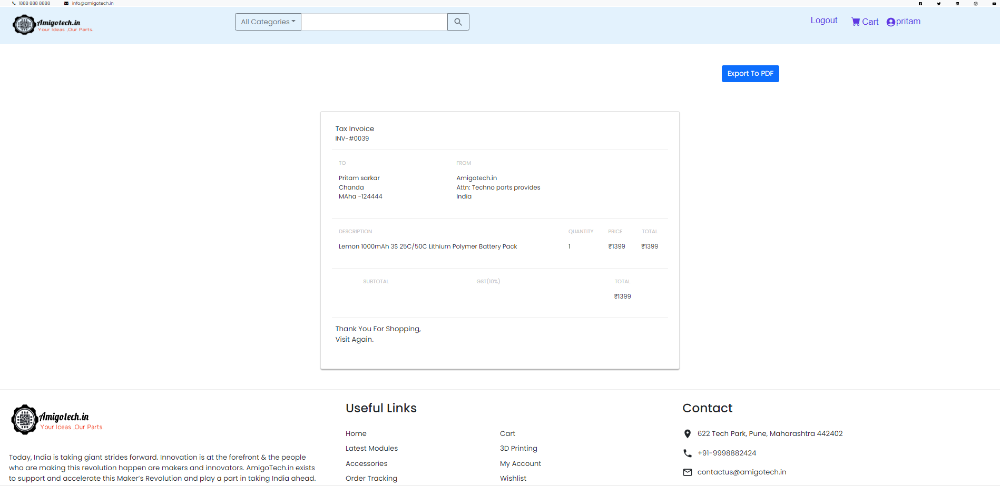 1888 888 8888 info@amigotech.in
Amigotech.in
Your Ideas ,Our Parts.
All Categories
Logout Cart pritam
Export To PDF
Tax Invoice
INV-#0039
TO FROM
Pritam sarkar Amigotech.in
Chanda Attn: Techno parts provides
MAha -124444 India
DESCRIPTION QUANTITY PRICE TOTAL
Lemon 1000mAh 3S 25C/50C Lithium Polymer Battery Pack 1 ₹1399 ₹1399
SUBTOTAL GST(10%) TOTAL
₹1399
Thank You For Shopping,
Visit Again.
Amigotech.in
Your Ideas ,Our Parts.
Today, India is taking giant strides forward. Innovation is at the forefront & the people
who are making this revolution happen are makers and innovators. AmigoTech.in exists
to support and accelerate this Maker’s Revolution and play a part in taking India ahead.
Useful Links
Home Cart
Latest Modules 3D Printing
Accessories My Account
Order Tracking Wishlist
Contact
622 Tech Park, Pune, Maharashtra 442402
+91-9998882424
contactus@amigotech.in